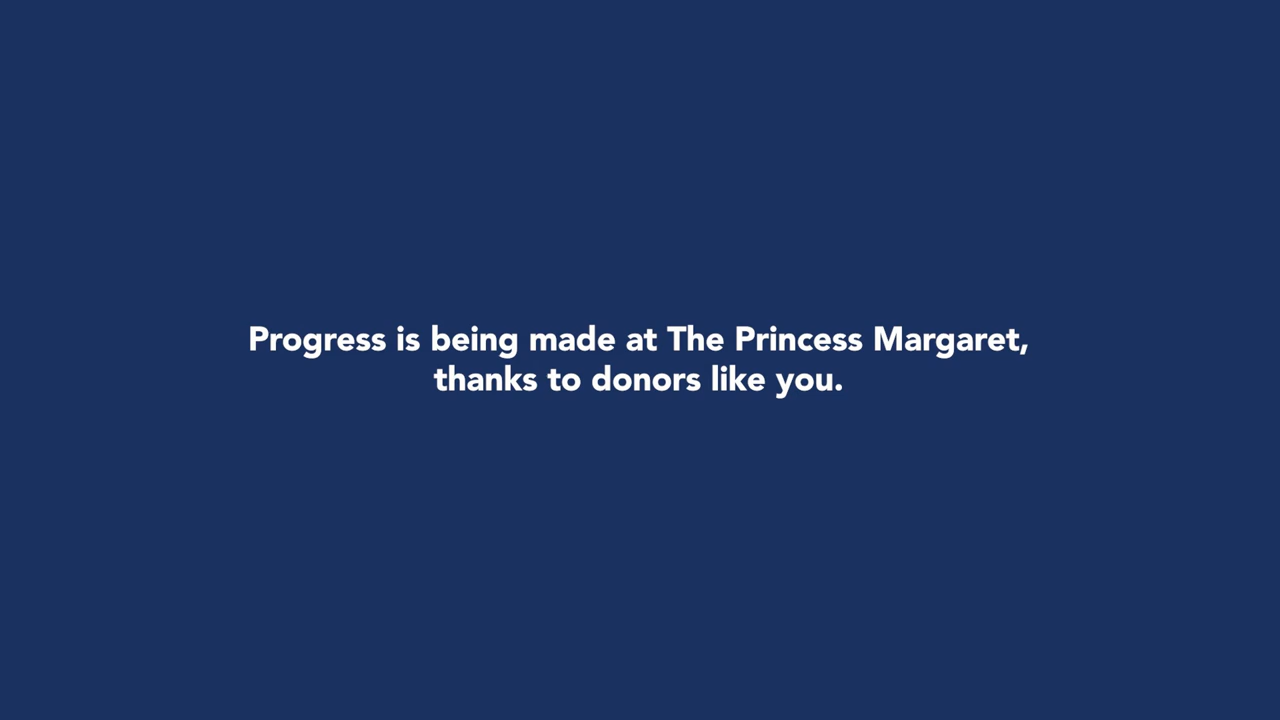 Progress is being made at The Princess Margaret,
thanks to donors like you.